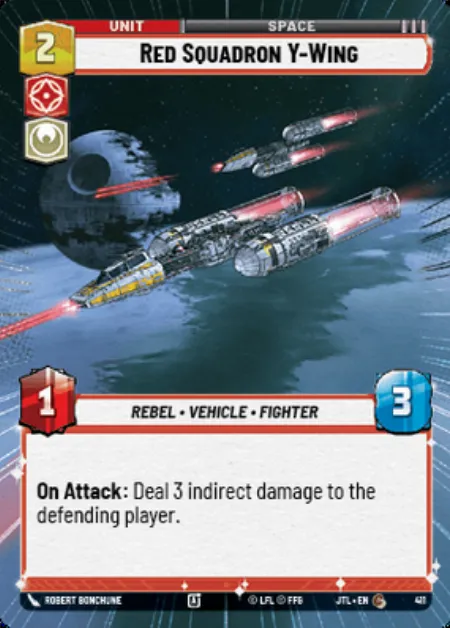 UNIT
SPACE
2
RED SQUADRON Y-WING
1
REBEL • VEHICLE • FIGHTER
3
On Attack: Deal 3 indirect damage to the
defending player.
ROBERT BONCHUNE
A
© LFL © FFG
JTL • EN